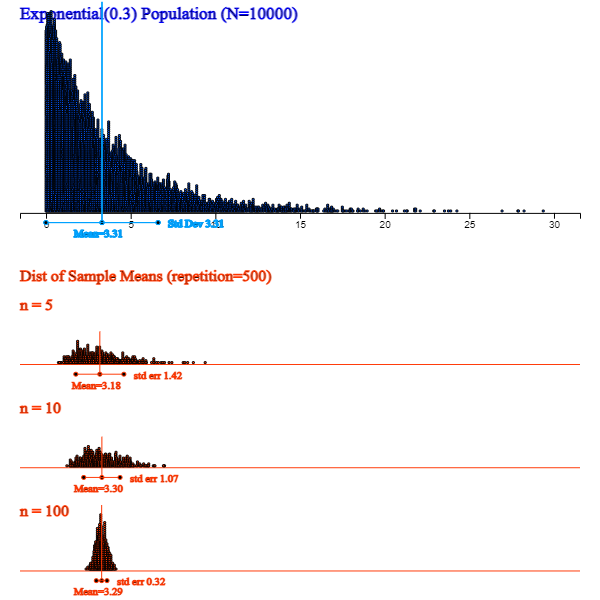 Exponential(0.3) Population (N=10000)
0 5 10 15 20 25 30
Std Dev 3.31
Mean=3.31
Dist of Sample Means (repetition=500)
n = 5
std err 1.42
Mean=3.18
n = 10
std err 1.07
Mean=3.30
n = 100
std err 0.32
Mean=3.29